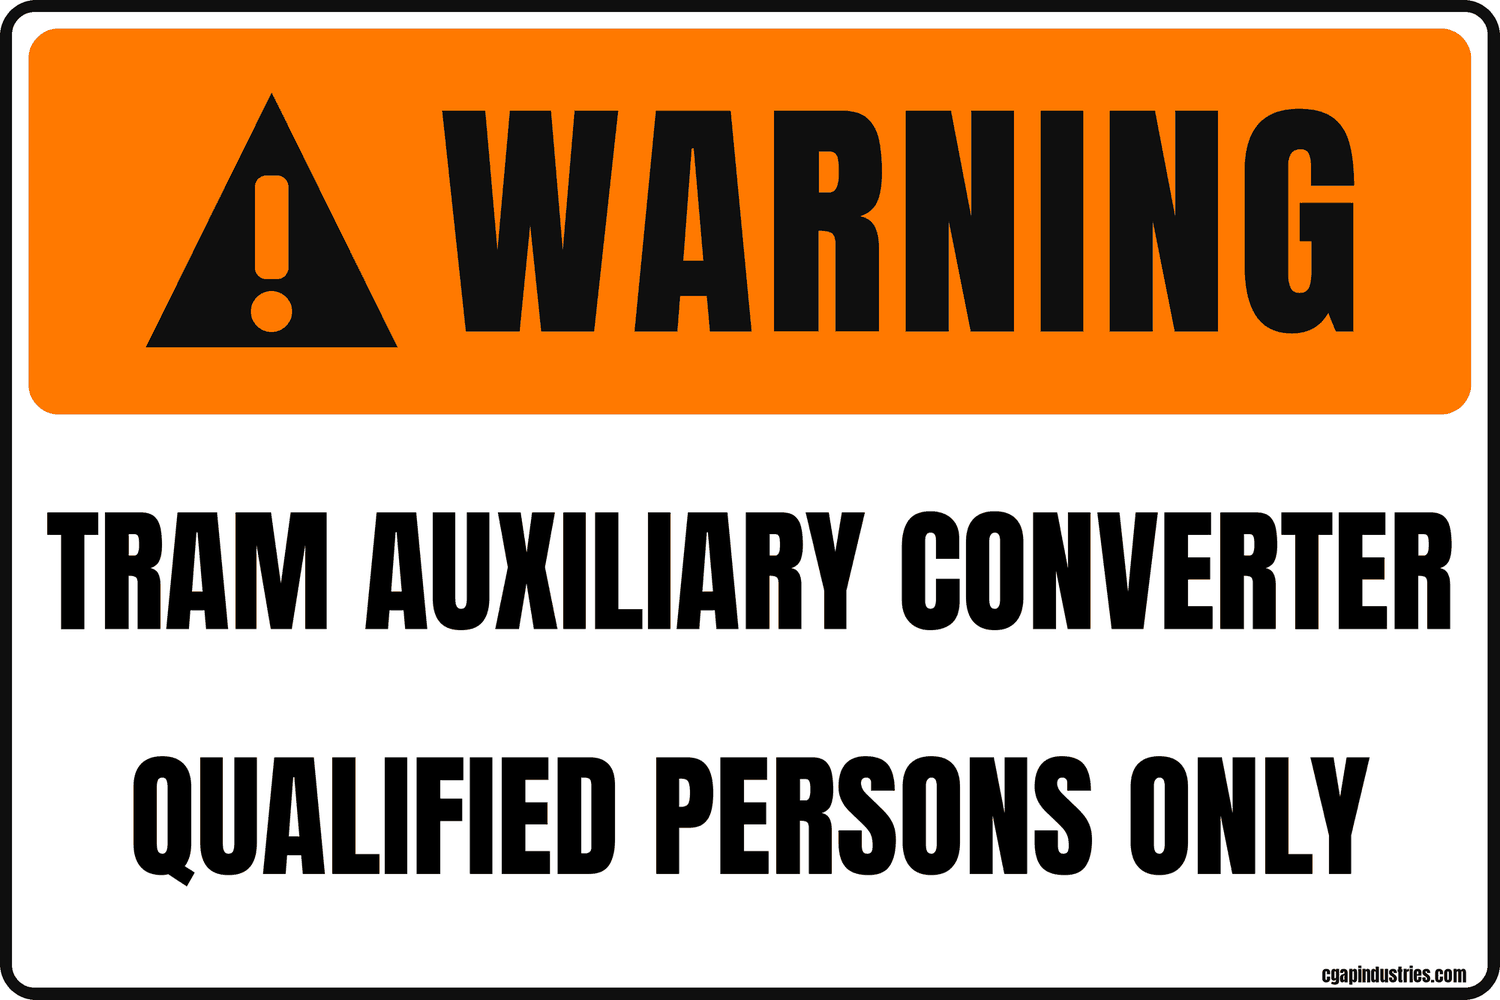 WARNING
TRAM AUXILIARY CONVERTER
QUALIFIED PERSONS ONLY
cgapindustries.com